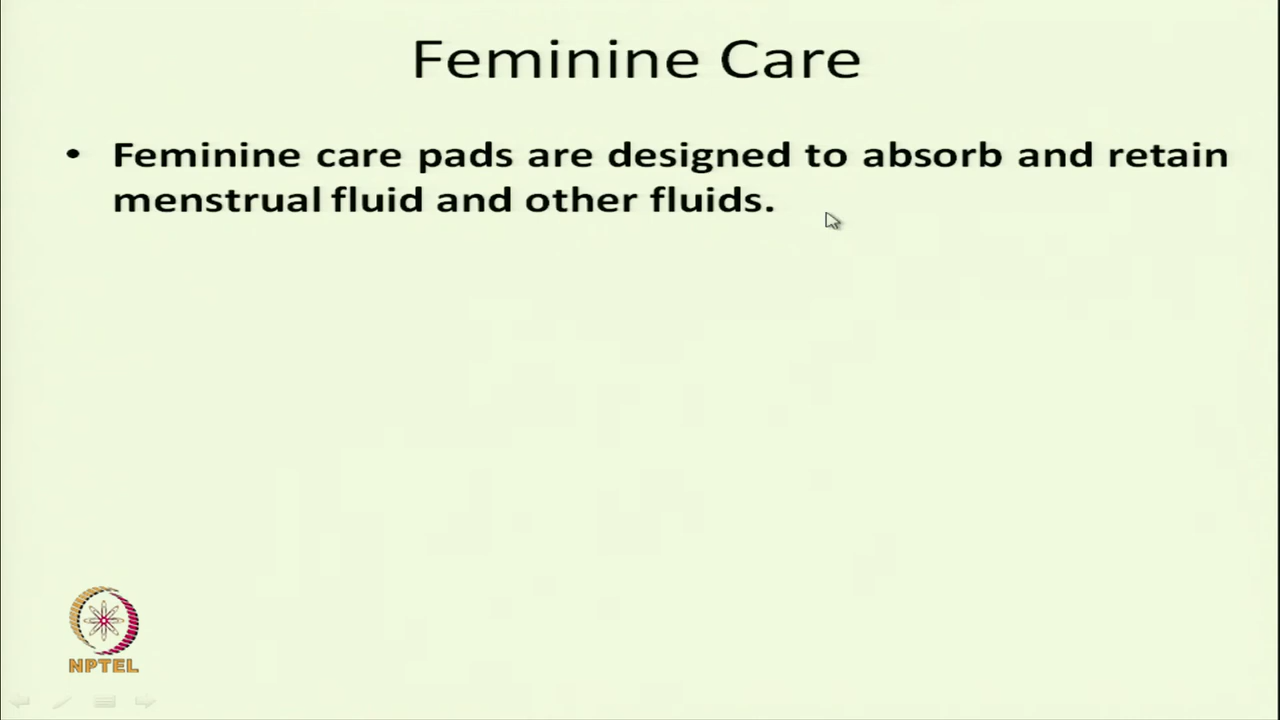 Feminine Care
• Feminine care pads are designed to absorb and retain
menstrual fluid and other fluids.
NPTEL